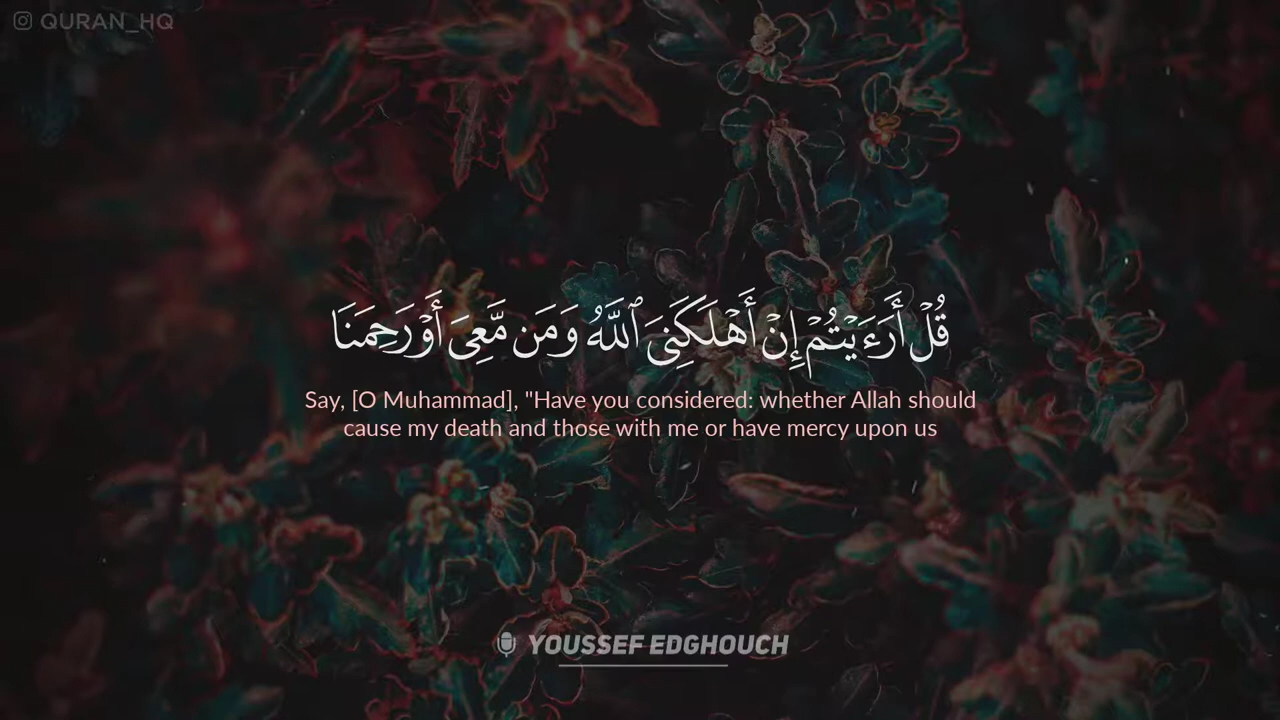 QURAN_HQ
قُلْ أَرَءَيْتُمْ إِنْ أَهْلَكَنِىَ ٱللَّهُ وَمَن مَّعِىَ أَوْ رَحِمَنَا
Say, [O Muhammad], "Have you considered: whether Allah should
cause my death and those with me or have mercy upon us
YOUSSEF EDGHOUCH